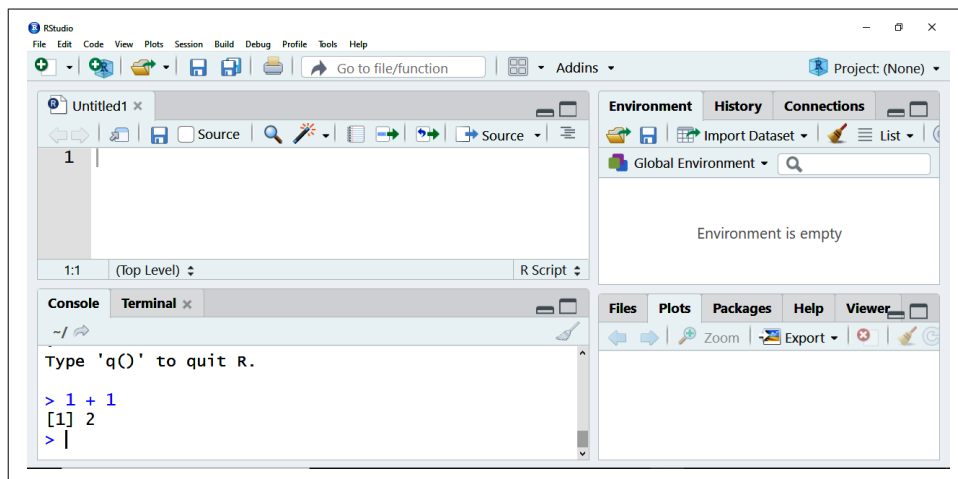 RStudio
File Edit Code View Plots Session Build Debug Profile Tools Help
Go to file/function Addins Project: (None)
Untitled1
Source Source
1
1:1 (Top Level) R Script
Console Terminal
~/
Type 'q()' to quit R.
> 1 + 1
[1] 2
>
Environment History Connections
Import Dataset List
Global Environment
Environment is empty
Files Plots Packages Help Viewer
Zoom Export